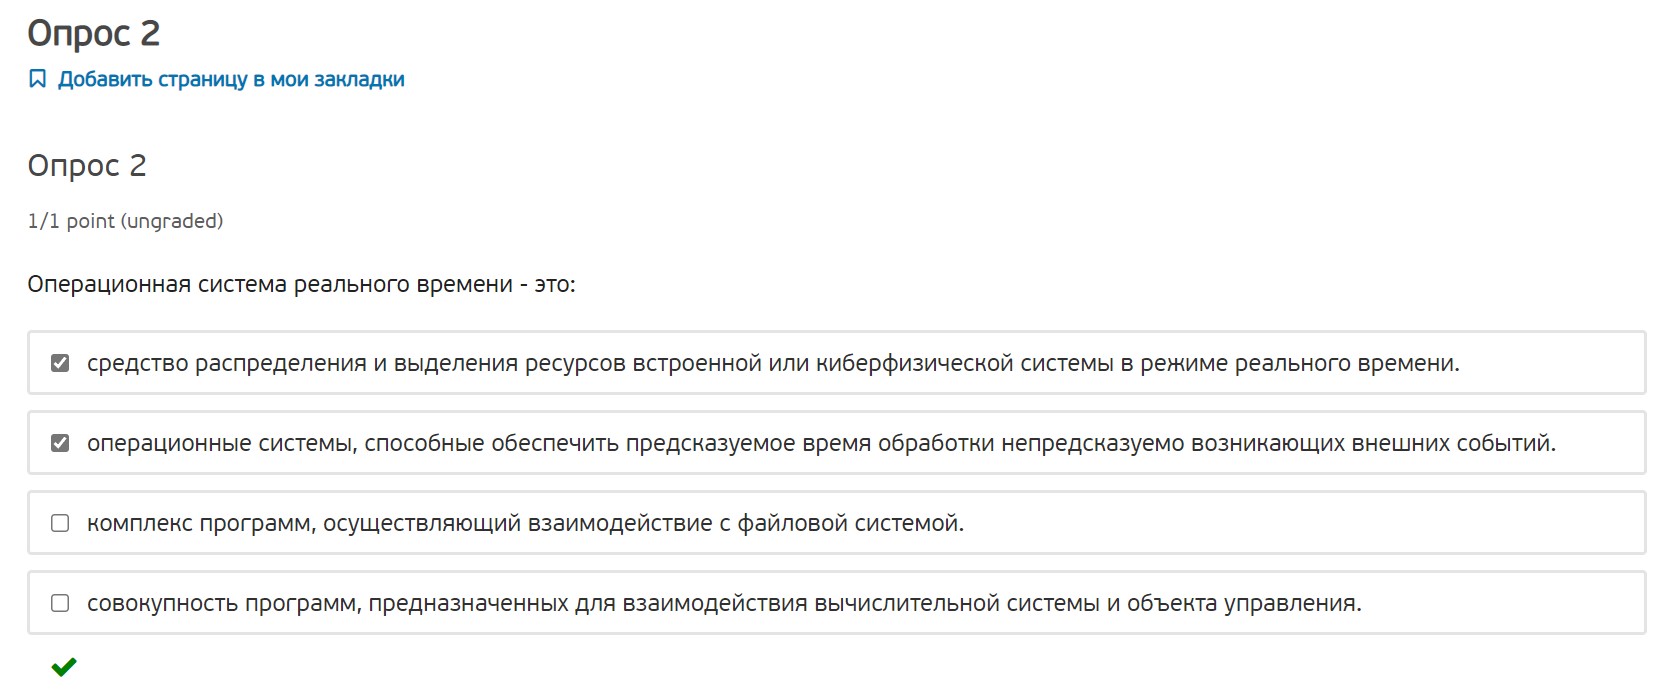 Опрос 2
Добавить страницу в мои закладки
Опрос 2
1/1 point (ungraded)
Операционная система реального времени - это:
средство распределения и выделения ресурсов встроенной или киберфизической системы в режиме реального времени.
операционные системы, способные обеспечить предсказуемое время обработки непредсказуемо возникающих внешних событий.
комплекс программ, осуществляющий взаимодействие с файловой системой.
совокупность программ, предназначенных для взаимодействия вычислительной системы и объекта управления.